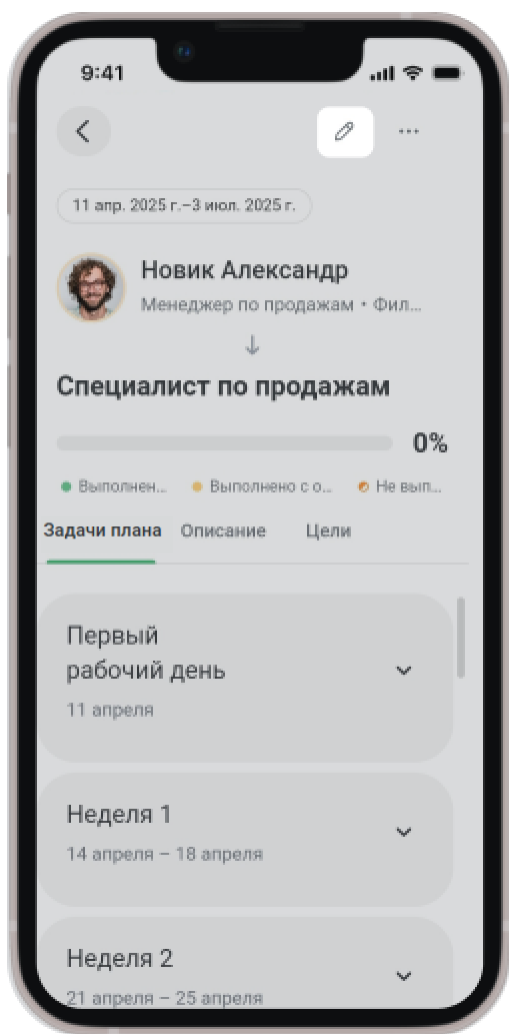 9:41
11 апр. 2025 г.–3 июл. 2025 г.
Новик Александр
Менеджер по продажам • Фил...
Специалист по продажам
0%
Выполнен... Выполнено с о... Не вып...
Задачи плана Описание Цели
Первый
рабочий день
11 апреля
Неделя 1
14 апреля – 18 апреля
Неделя 2
21 апреля – 25 апреля